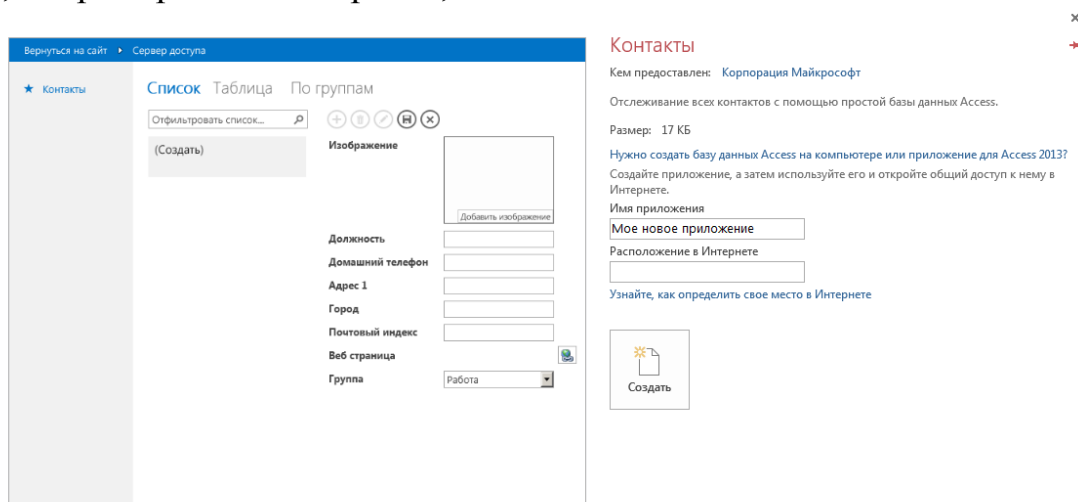 Вернуться на сайт Сервер доступа
Контакты
Список Таблица По группам
Отфильтровать список...
(Создать)
Изображение
Добавить изображение
Должность
Домашний телефон
Адрес 1
Город
Почтовый индекс
Веб страница
Группа Работа
Контакты
Кем предоставлен: Корпорация Майкрософт
Отслеживание всех контактов с помощью простой базы данных Access.
Размер: 17 КБ
Нужно создать базу данных Access на компьютере или приложение для Access 2013?
Создайте приложение, а затем используйте его и откройте общий доступ к нему в
Интернете.
Имя приложения
Мое новое приложение
Расположение в Интернете
Узнайте, как определить свое место в Интернете
Создать